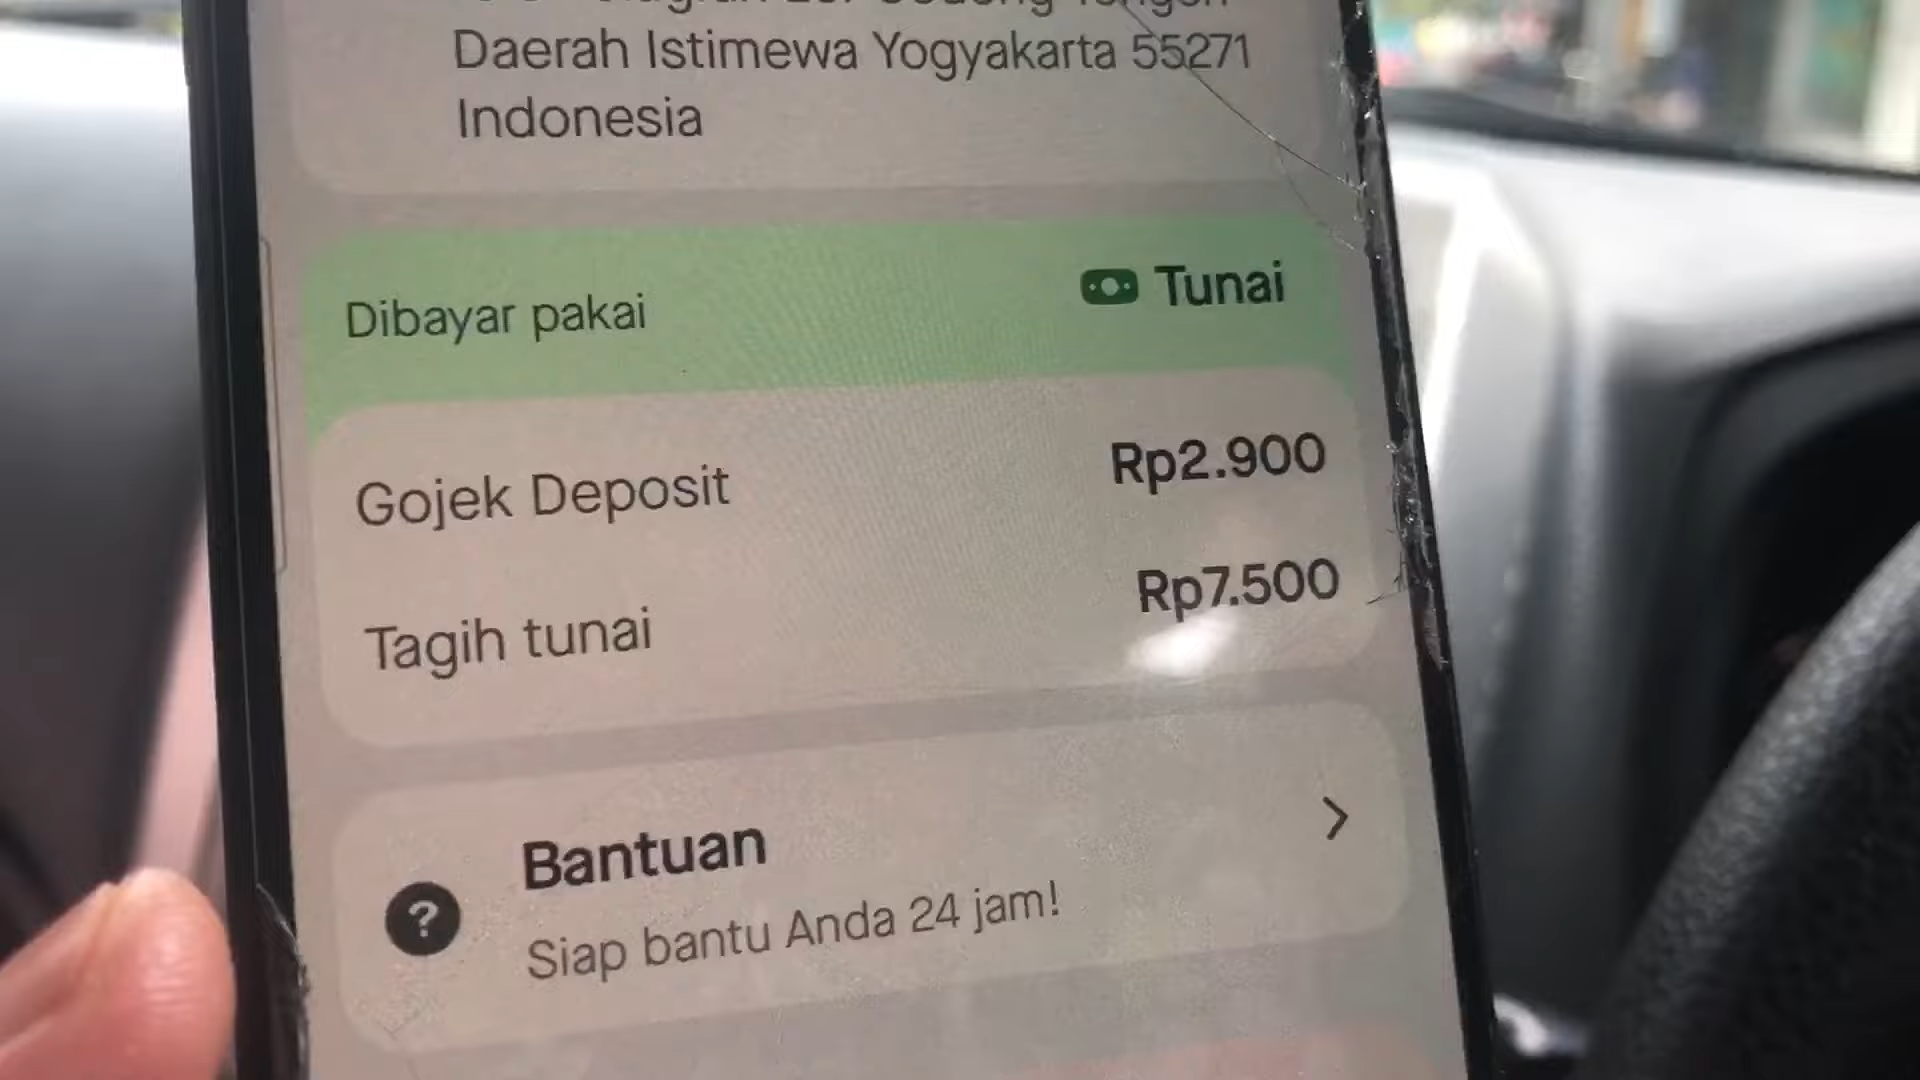 Daerah Istimewa Yogyakarta 55271
Indonesia
Dibayar pakai Tunai
Gojek Deposit Rp2.900
Tagih tunai Rp7.500
Bantuan
Siap bantu Anda 24 jam!